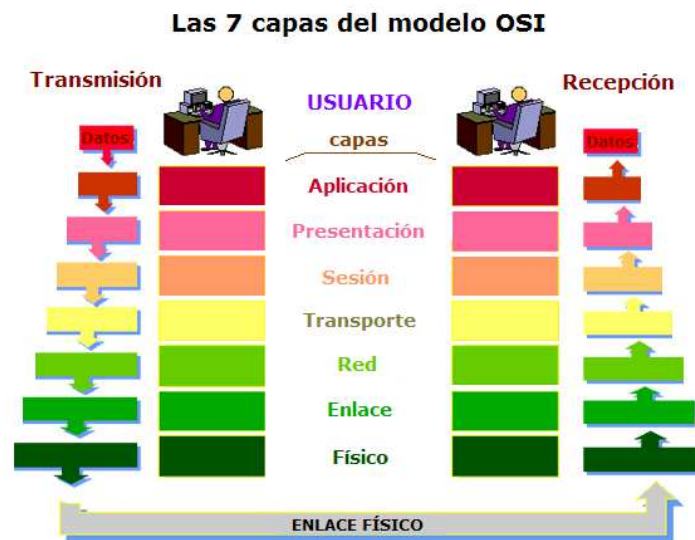 Las 7 capas del modelo OSI
Transmisión
Recepción
USUARIO
Datos
capas
Datos
Aplicación
Presentación
Sesión
Transporte
Red
Enlace
Físico
ENLACE FÍSICO